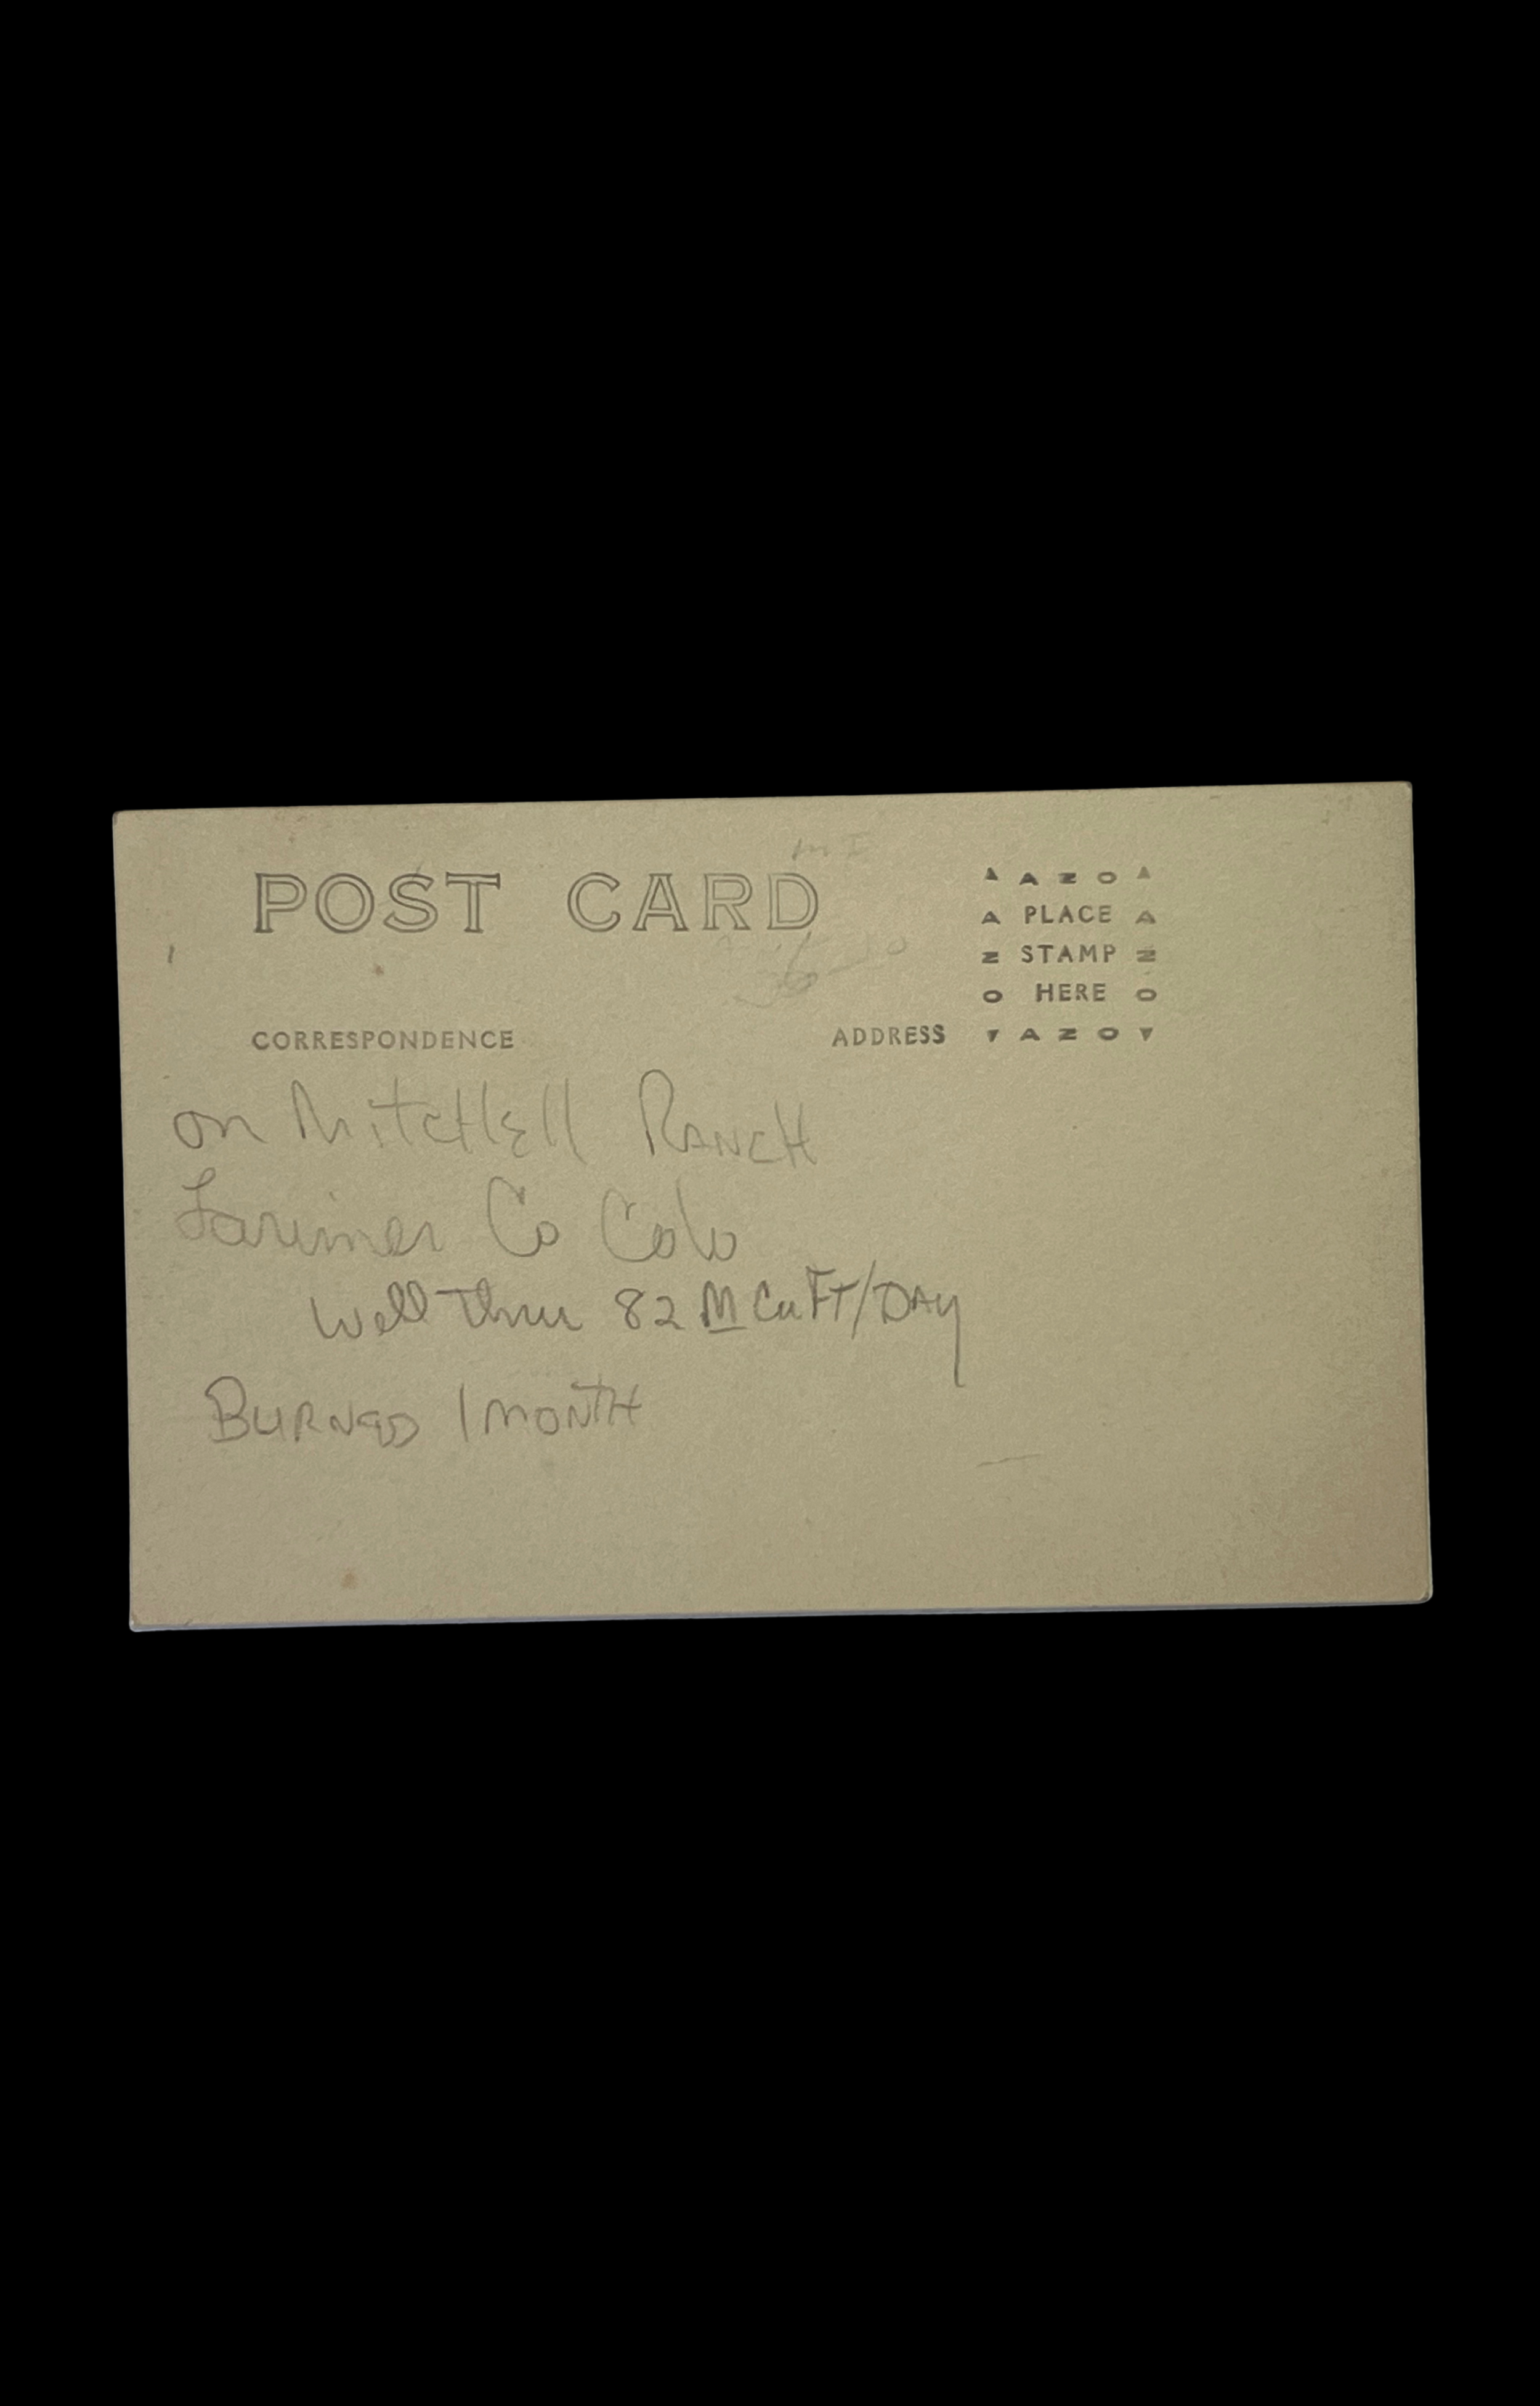 POST CARD
▲ A Z O ▲
A PLACE A
Z STAMP Z
O HERE O
▼ A Z O ▼
CORRESPONDENCE
ADDRESS
on MitcHEll RANCH
Larimer Co Colo
Well Thru 82 M Cu FT/DAY
BURNED 1 MONTH